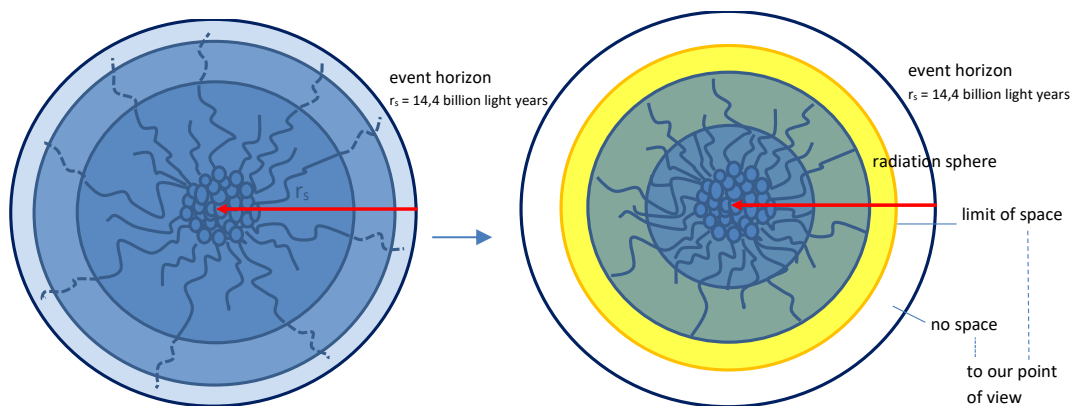 event horizon
rₛ = 14,4 billion light years
rₛ
event horizon
rₛ = 14,4 billion light years
radiation sphere
limit of space
no space
to our point
of view